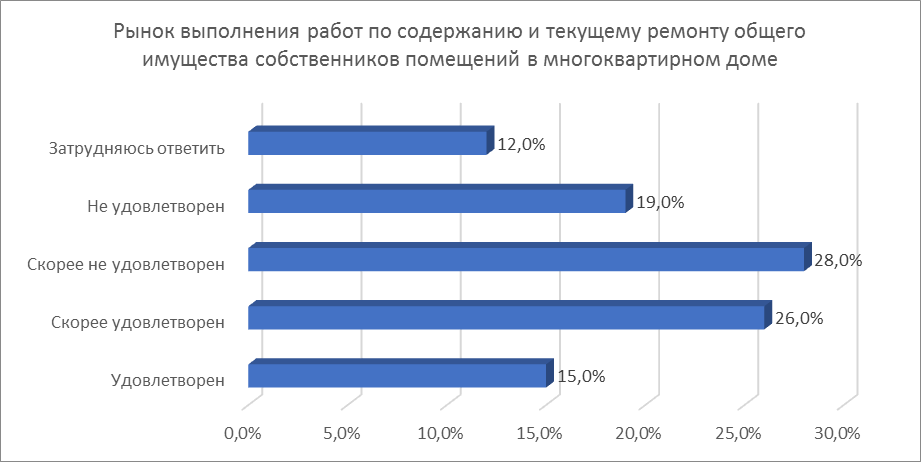 Рынок выполнения работ по содержанию и текущему ремонту общего
имущества собственников помещений в многоквартирном доме
Затрудняюсь ответить 12,0%
Не удовлетворен 19,0%
Скорее не удовлетворен 28,0%
Скорее удовлетворен 26,0%
Удовлетворен 15,0%
0,0% 5,0% 10,0% 15,0% 20,0% 25,0% 30,0%